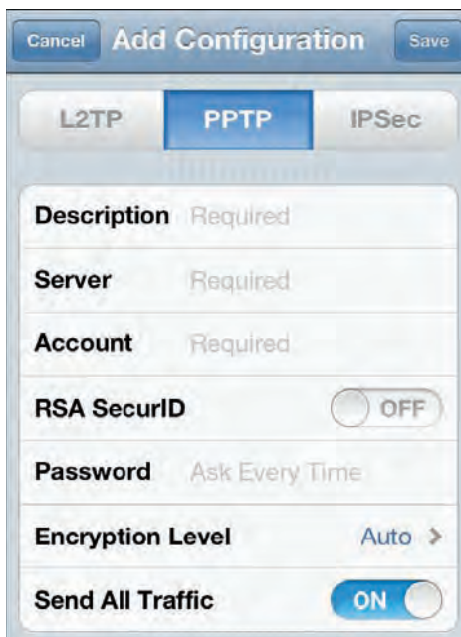 Cancel Add Configuration Save
L2TP PPTP IPSec
Description Required
Server Required
Account Required
RSA SecurID OFF
Password Ask Every Time
Encryption Level Auto >
Send All Traffic ON